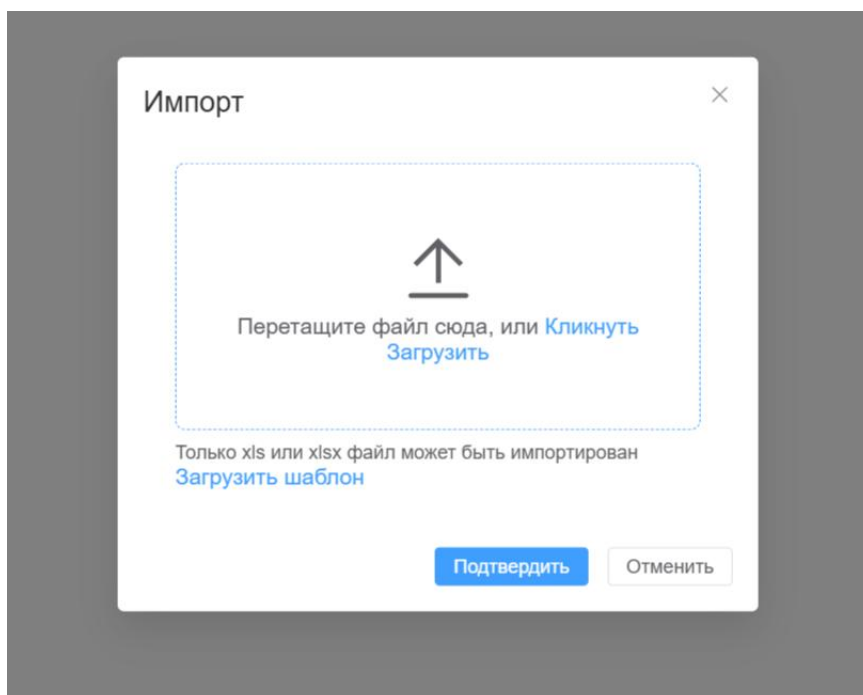 Импорт
Перетащите файл сюда, или Кликнуть
Загрузить
Только xls или xlsx файл может быть импортирован
Загрузить шаблон
Подтвердить
Отменить